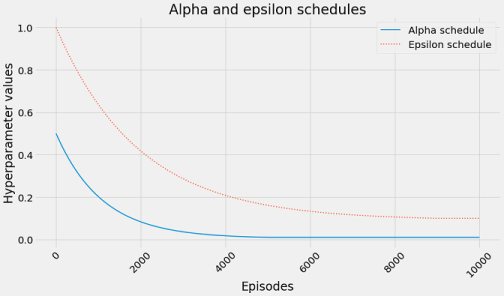 Alpha and epsilon schedules
Alpha schedule
Epsilon schedule
Hyperparameter values
1.0
0.8
0.6
0.4
0.2
0.0
0
2000
4000
6000
8000
10000
Episodes